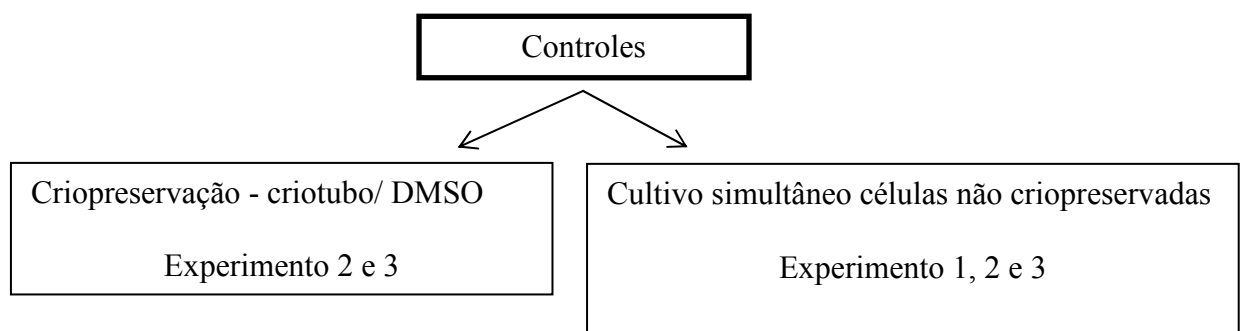 Controles
Criopreservação - criotubo/ DMSO
Experimento 2 e 3
Cultivo simultâneo células não criopreservadas
Experimento 1, 2 e 3